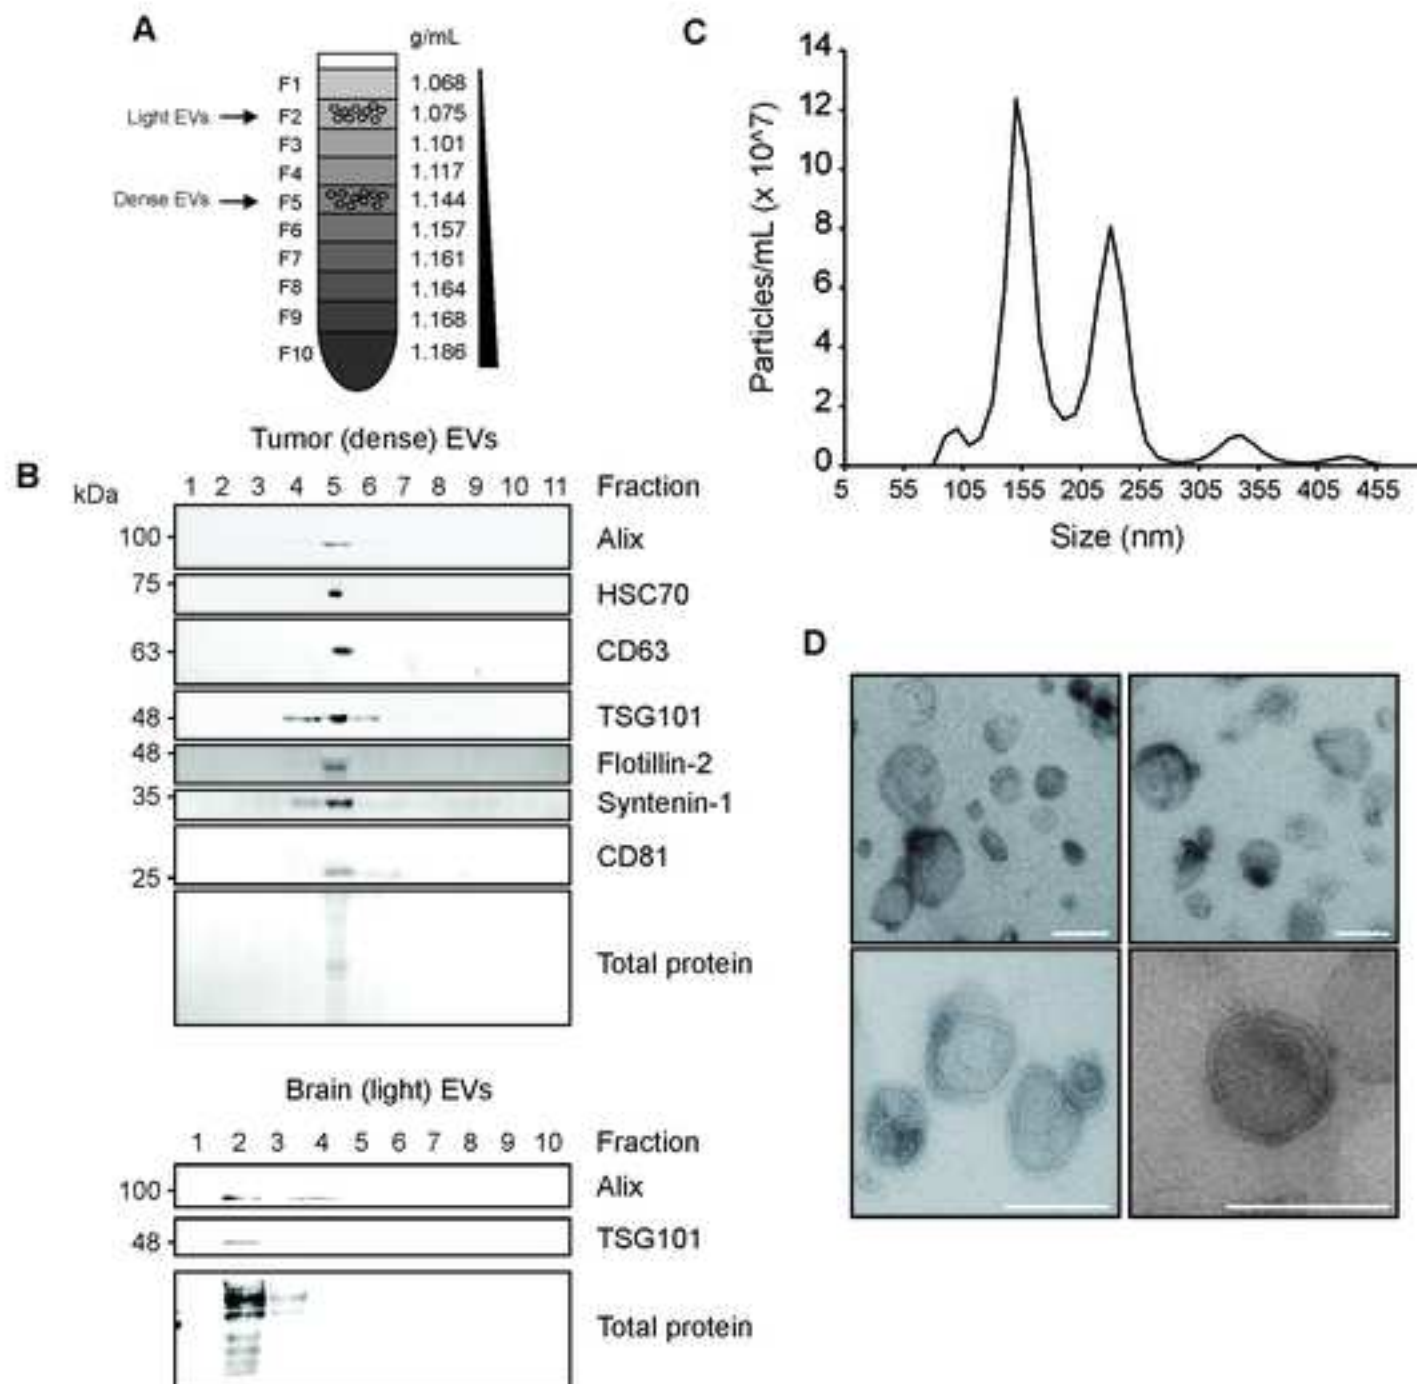 A
g/mL
F1 1.068
Light EVs F2 1.075
F3 1.101
F4 1.117
Dense EVs F5 1.144
F6 1.157
F7 1.161
F8 1.164
F9 1.168
F10 1.186
B
Tumor (dense) EVs
kDa 1 2 3 4 5 6 7 8 9 10 11 Fraction
100 Alix
75 HSC70
63 CD63
48 TSG101
48 Flotillin-2
35 Syntenin-1
25 CD81
Total protein
Brain (light) EVs
1 2 3 4 5 6 7 8 9 10 Fraction
100 Alix
48 TSG101
Total protein
C
Particles/mL (x 10^7)
14
12
10
8
6
4
2
0
5 55 105 155 205 255 305 355 405 455
Size (nm)
D